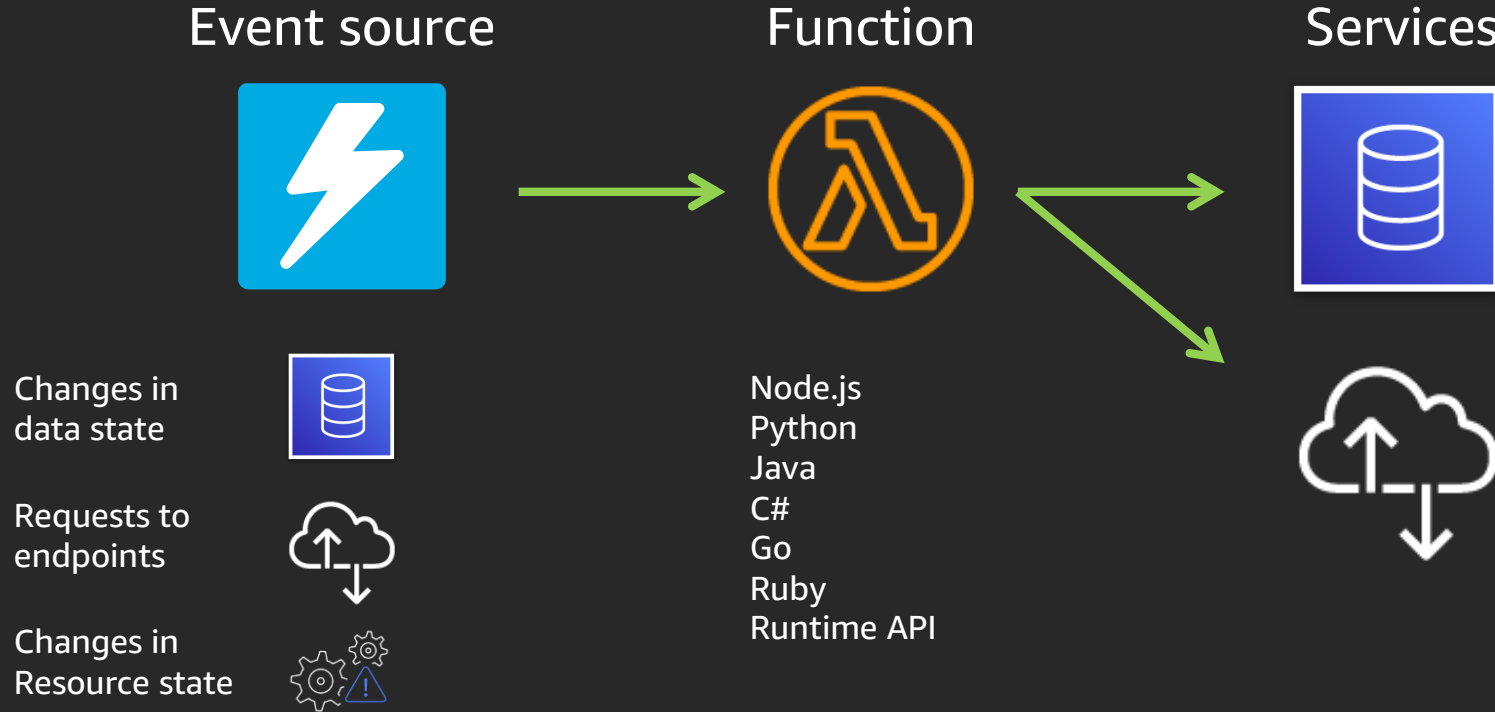 Event source
Function
Services
Changes in
data state
Requests to
endpoints
Changes in
Resource state
Node.js
Python
Java
C#
Go
Ruby
Runtime API